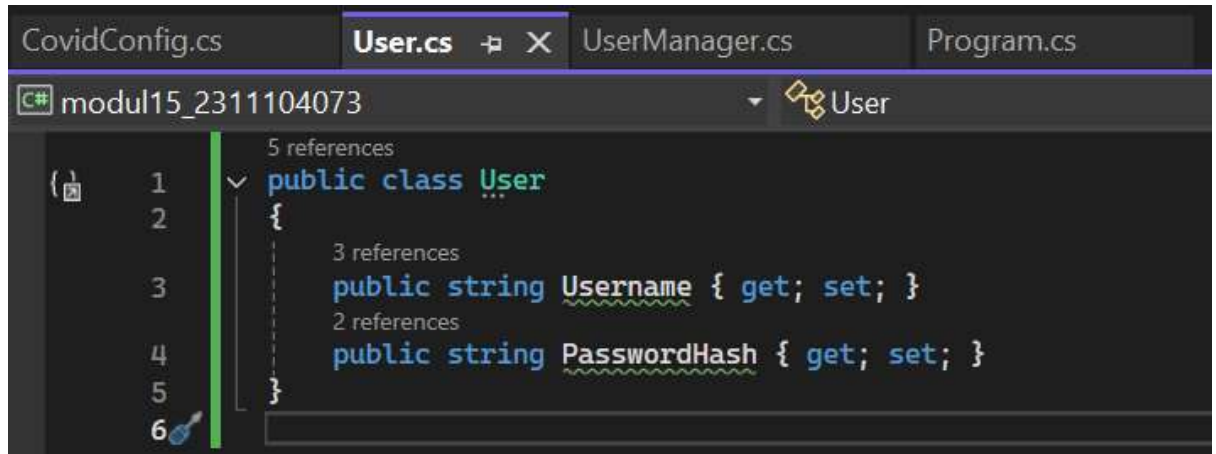 CovidConfig.cs User.cs UserManager.cs Program.cs
C# modul15_2311104073 User
5 references
1 public class User
2 {
3 references
3 public string Username { get; set; }
2 references
4 public string PasswordHash { get; set; }
5 }
6